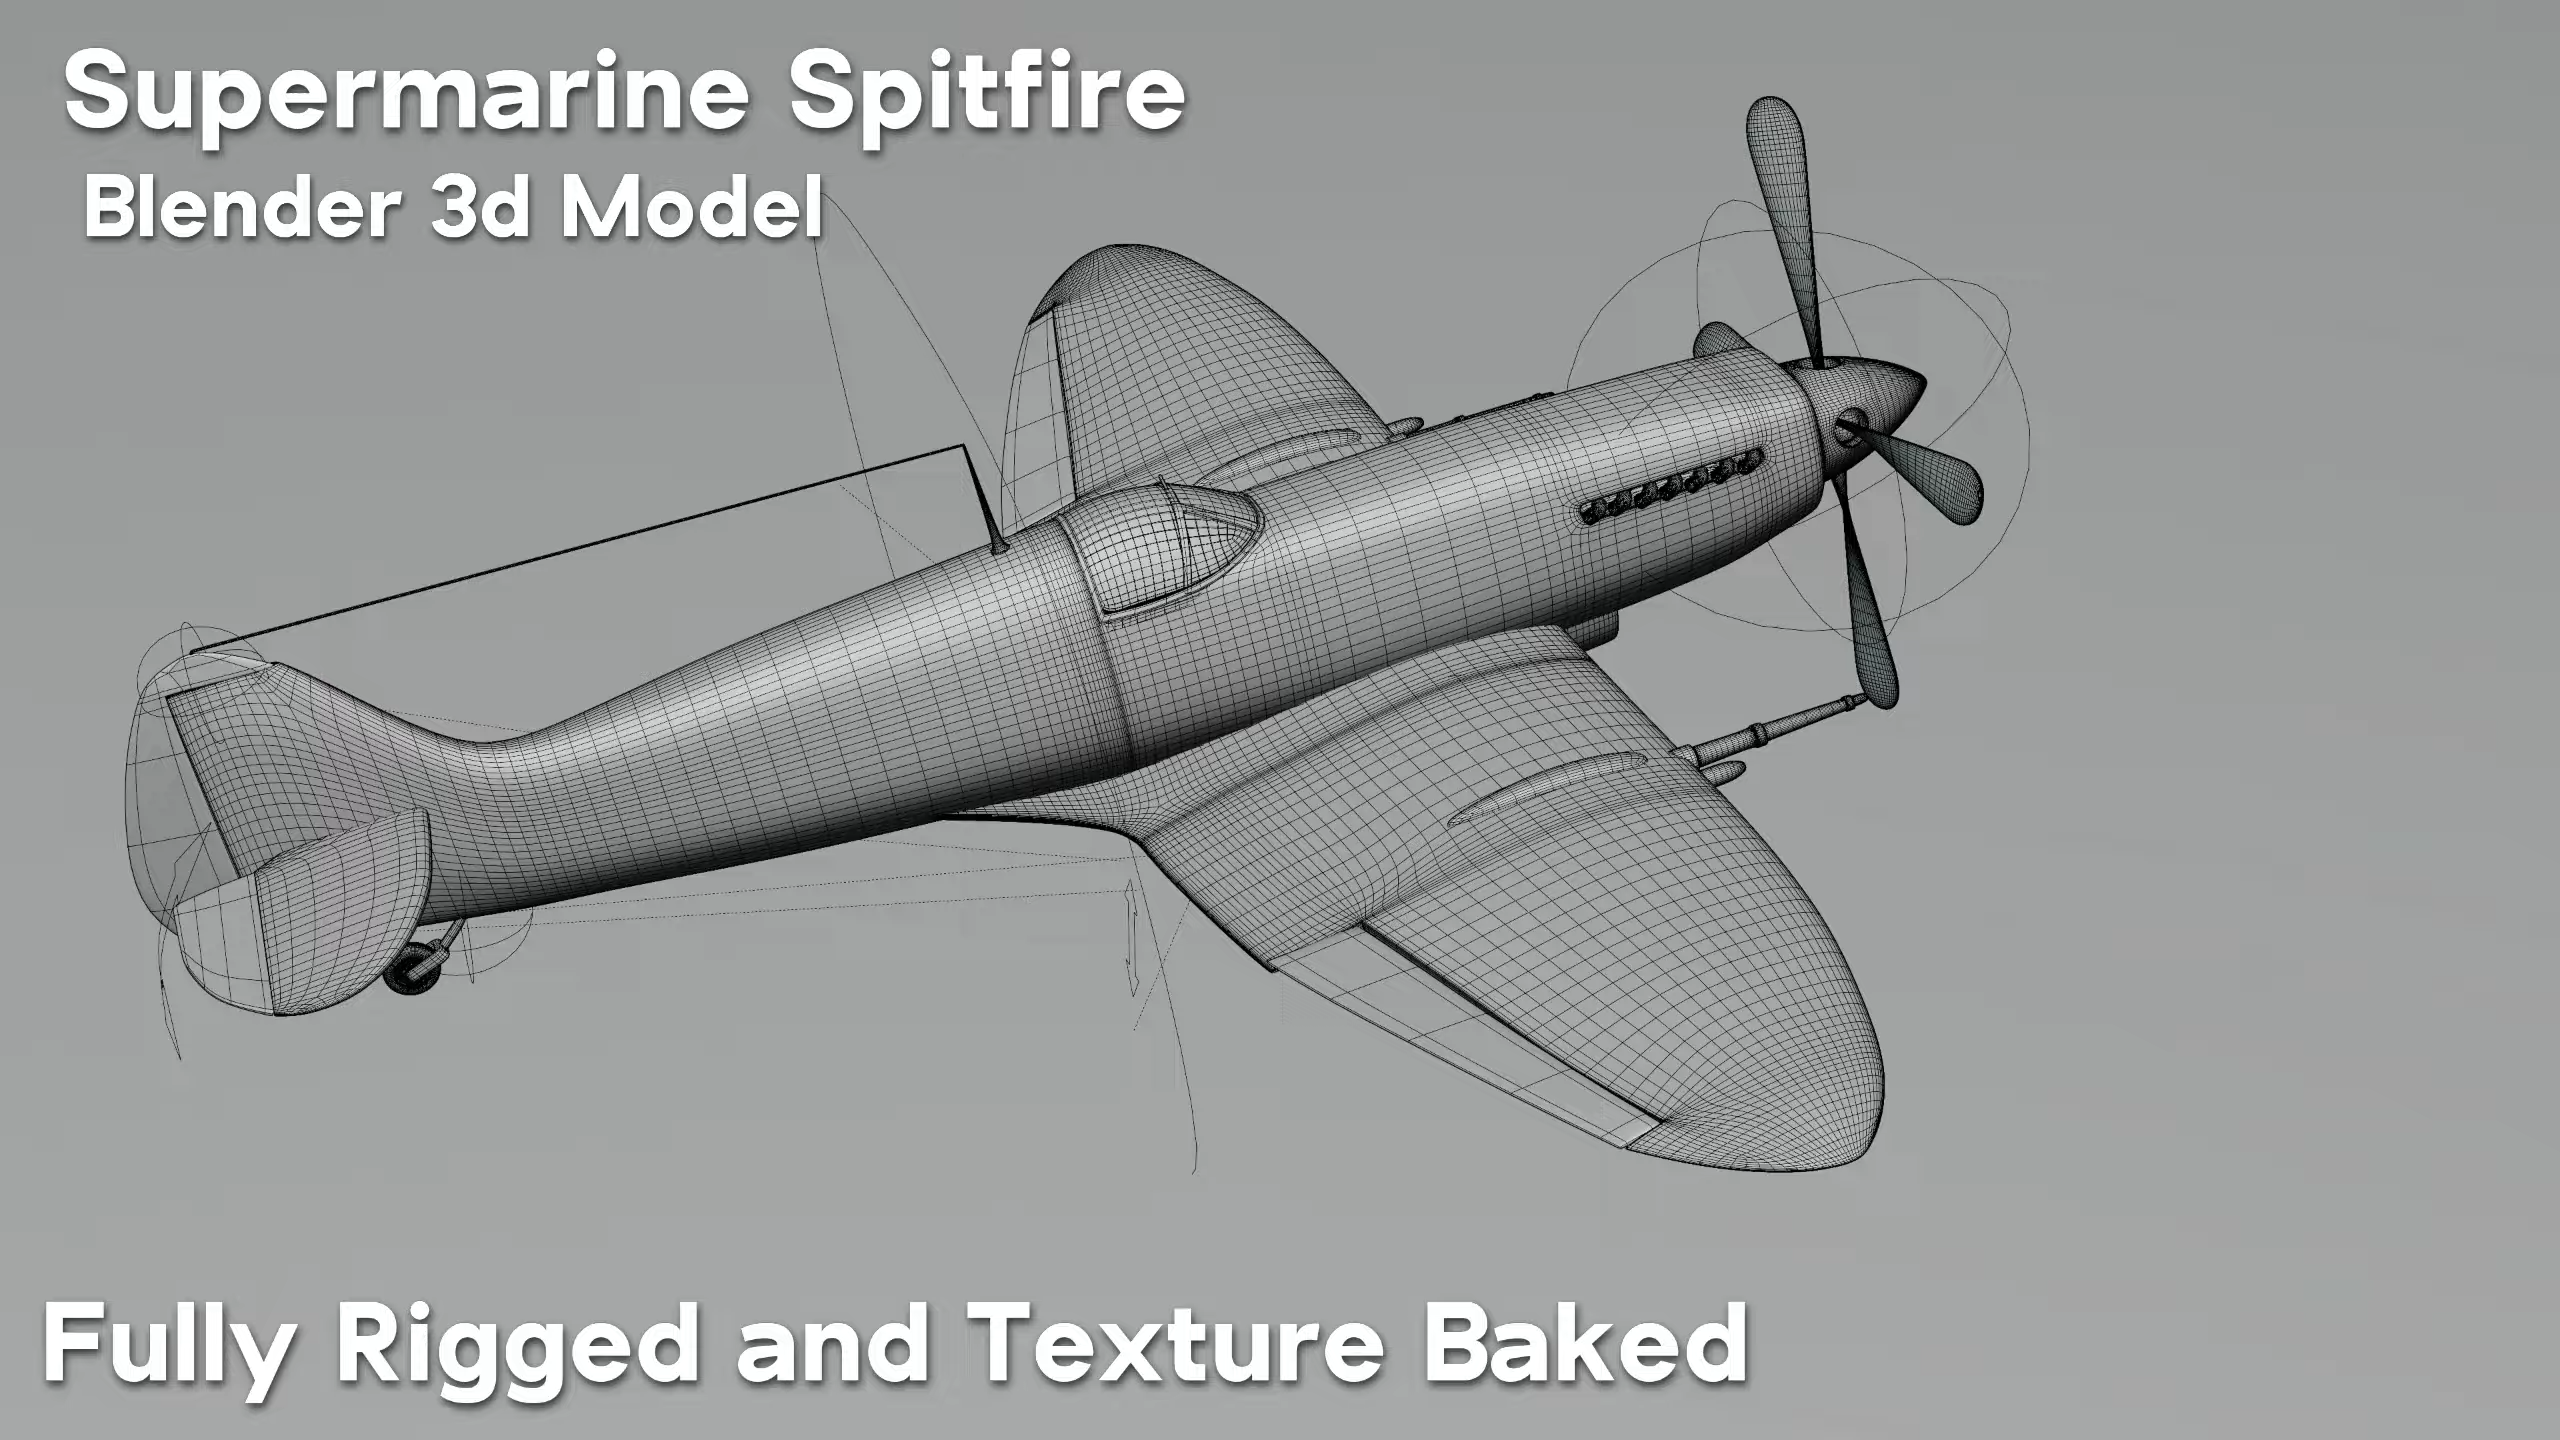 Supermarine Spitfire
Blender 3d Model
Fully Rigged and Texture Baked